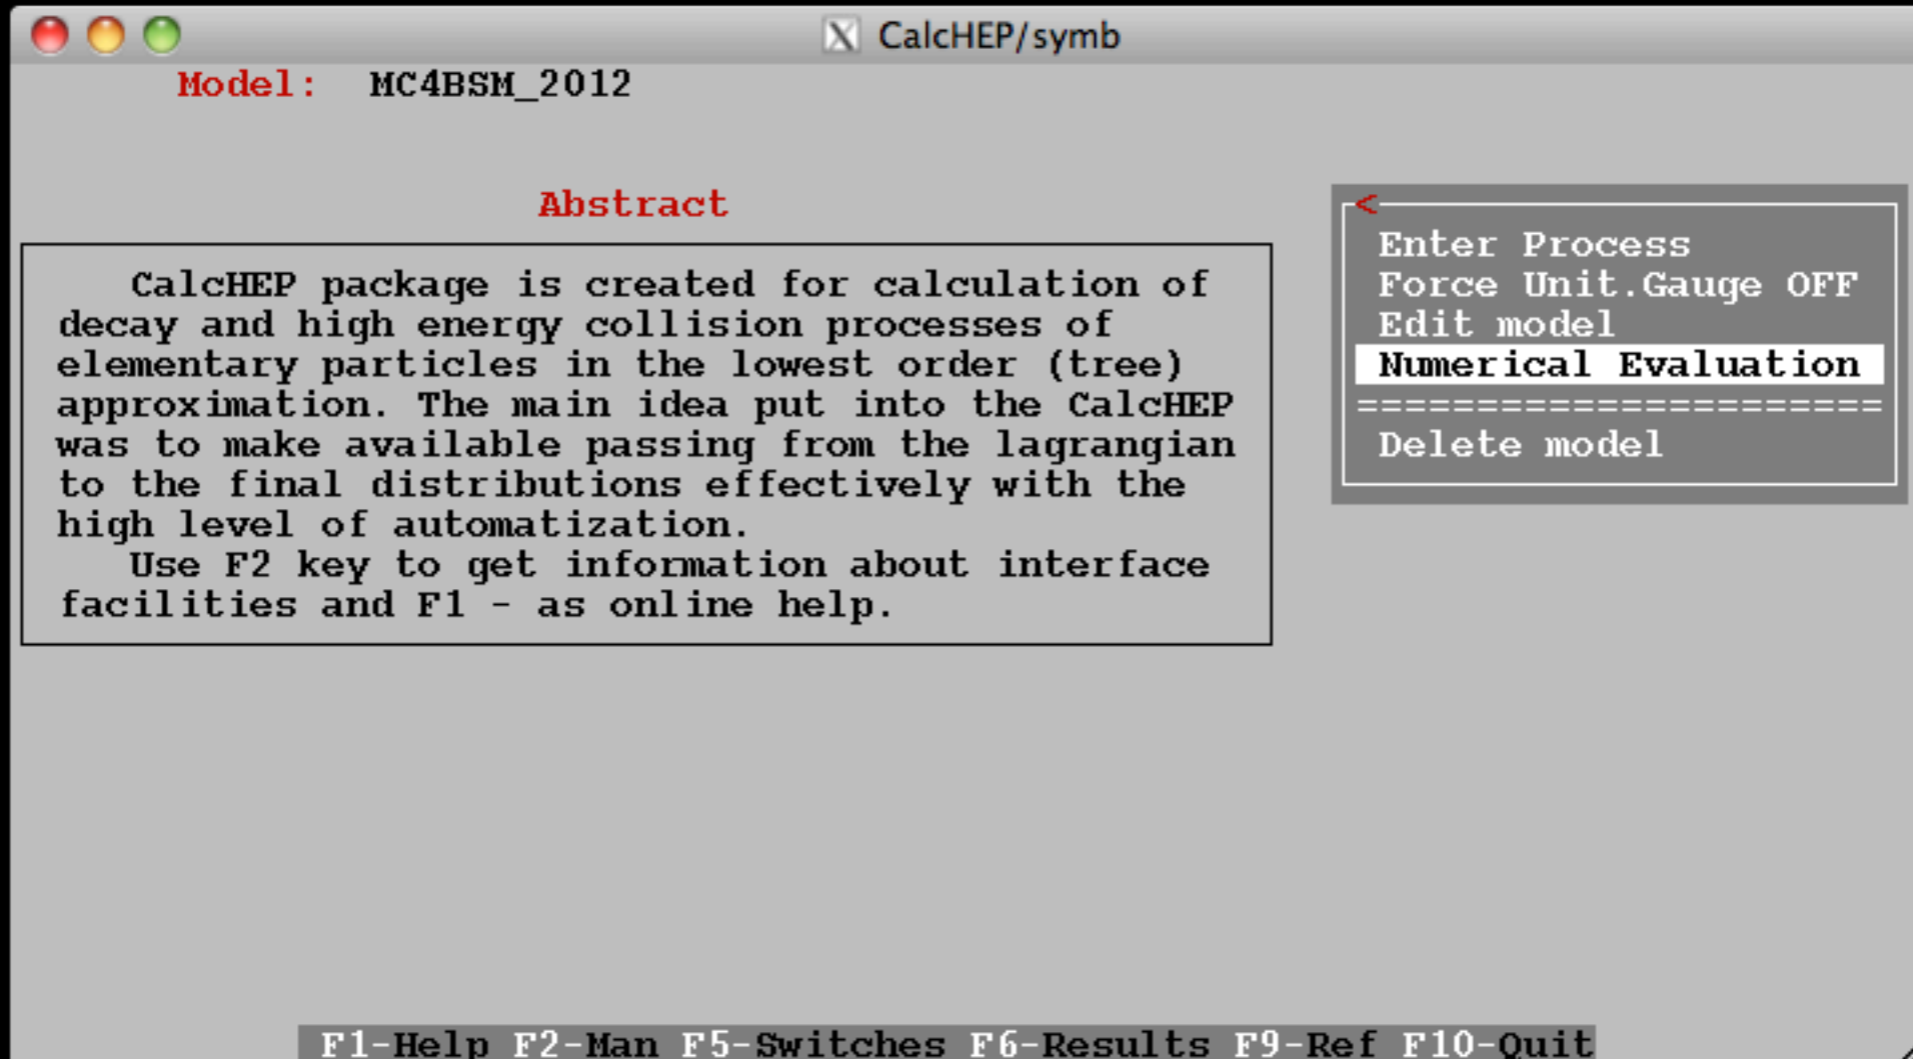 X CalcHEP/symb
Model: MC4BSM_2012
Abstract
CalcHEP package is created for calculation of
decay and high energy collision processes of
elementary particles in the lowest order (tree)
approximation. The main idea put into the CalcHEP
was to make available passing from the lagrangian
to the final distributions effectively with the
high level of automatization.
Use F2 key to get information about interface
facilities and F1 - as online help.
<
Enter Process
Force Unit.Gauge OFF
Edit model
Numerical Evaluation
======================
Delete model
F1-Help F2-Man F5-Switches F6-Results F9-Ref F10-Quit